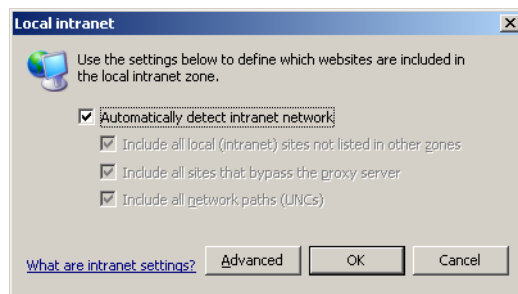 Local intranet
Use the settings below to define which websites are included in
the local intranet zone.
Automatically detect intranet network
Include all local (intranet) sites not listed in other zones
Include all sites that bypass the proxy server
Include all network paths (UNCs)
What are intranet settings?
Advanced
OK
Cancel